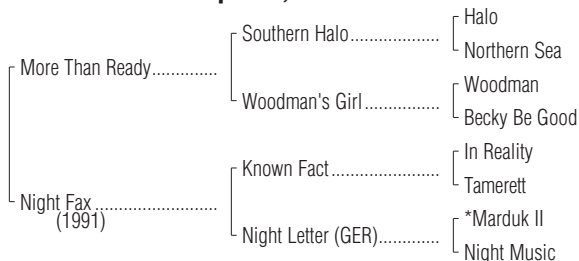 Halo
Southern Halo....................
Northern Sea
More Than Ready..............
Woodman
Woodman's Girl.................
Becky Be Good
In Reality
Known Fact........................
Tamerett
Night Fax..........................
(1991)
*Marduk II
Night Letter (GER)..............
Night Music